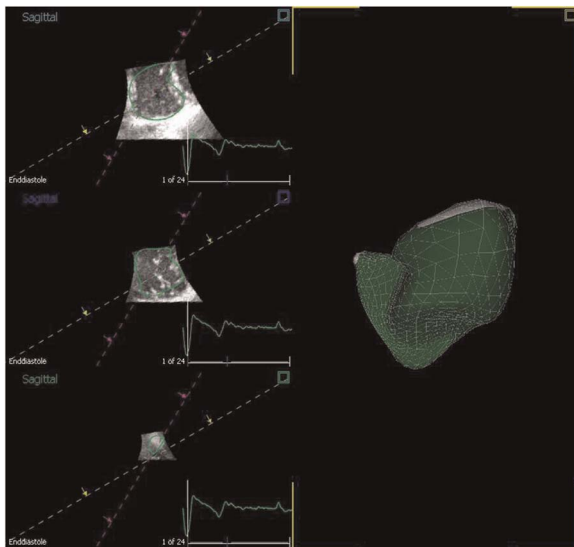 Sagittal
Enddiastole
1 of 24
Sagittal
Enddiastole
1 of 24
Sagittal
Enddiastole
1 of 24